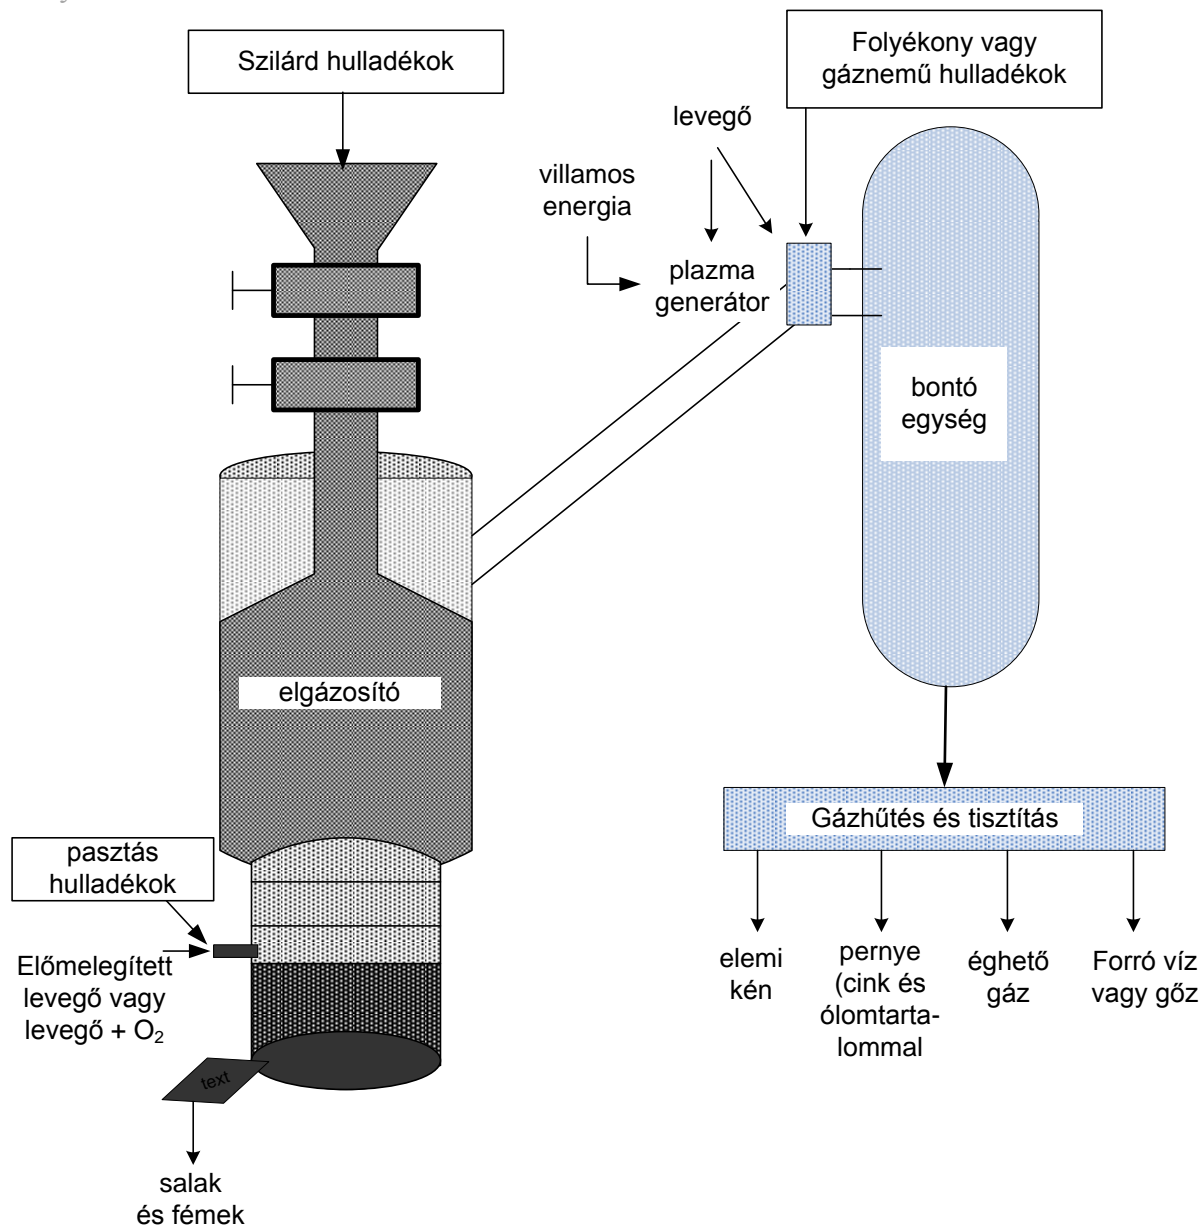 Szilárd hulladékok
Folyékony vagy
gáznemű hulladékok
levegő
villamos
energia
plazma
generátor
bontó
egység
elgázosító
Gázhűtés és tisztítás
pasztás
hulladékok
Előmelegített
levegő vagy
levegő + O₂
text
salak
és fémek
elemi
kén
pernye
(cink és
ólomtarta-
lommal
éghető
gáz
Forró víz
vagy gőz